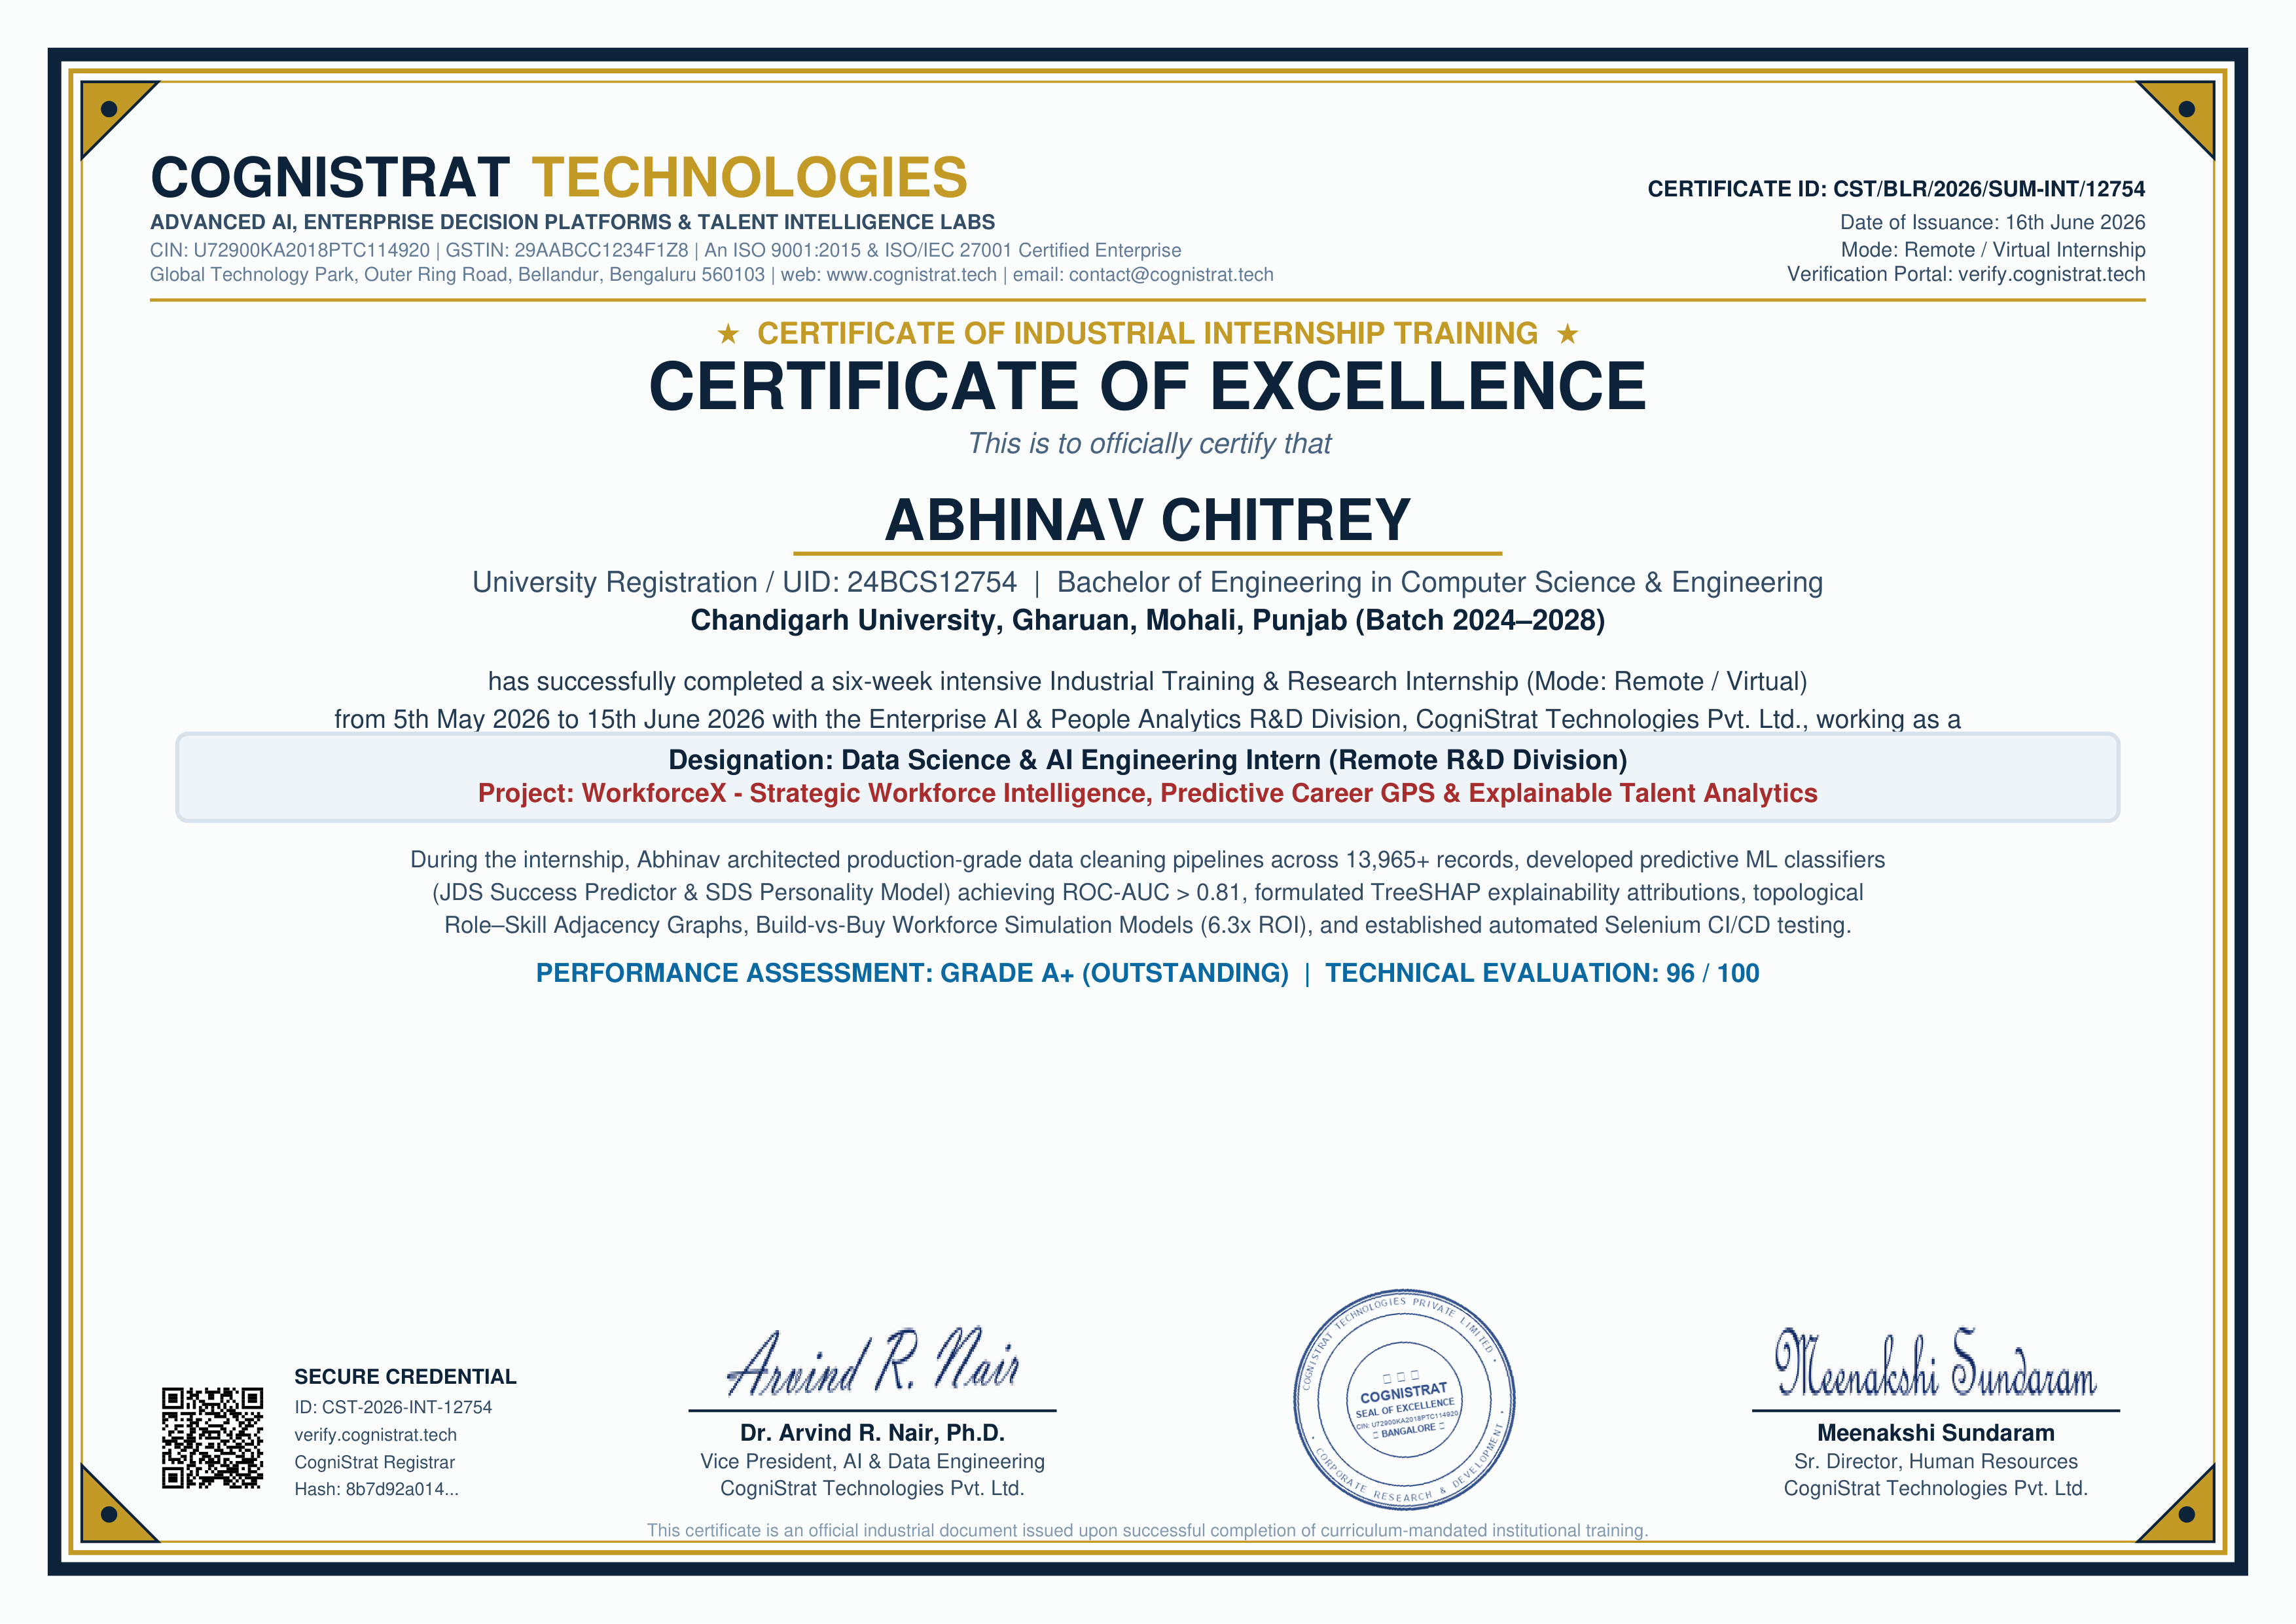 COGNISTRAT TECHNOLOGIES
ADVANCED AI, ENTERPRISE DECISION PLATFORMS & TALENT INTELLIGENCE LABS
CIN: U72900KA2018PTC114920 | GSTIN: 29AABCC1234F1Z8 | An ISO 9001:2015 & ISO/IEC 27001 Certified Enterprise
Global Technology Park, Outer Ring Road, Bellandur, Bengaluru 560103 | web: www.cognistrat.tech | email: contact@cognistrat.tech
CERTIFICATE ID: CST/BLR/2026/SUM-INT/12754
Date of Issuance: 16th June 2026
Mode: Remote / Virtual Internship
Verification Portal: verify.cognistrat.tech
★ CERTIFICATE OF INDUSTRIAL INTERNSHIP TRAINING ★
CERTIFICATE OF EXCELLENCE
This is to officially certify that
ABHINAV CHITREY
University Registration / UID: 24BCS12754 | Bachelor of Engineering in Computer Science & Engineering
Chandigarh University, Gharuan, Mohali, Punjab (Batch 2024–2028)
has successfully completed a six-week intensive Industrial Training & Research Internship (Mode: Remote / Virtual)
from 5th May 2026 to 15th June 2026 with the Enterprise AI & People Analytics R&D Division, CogniStrat Technologies Pvt. Ltd., working as a
Designation: Data Science & AI Engineering Intern (Remote R&D Division)
Project: WorkforceX - Strategic Workforce Intelligence, Predictive Career GPS & Explainable Talent Analytics
During the internship, Abhinav architected production-grade data cleaning pipelines across 13,965+ records, developed predictive ML classifiers
(JDS Success Predictor & SDS Personality Model) achieving ROC-AUC > 0.81, formulated TreeSHAP explainability attributions, topological
Role–Skill Adjacency Graphs, Build-vs-Buy Workforce Simulation Models (6.3x ROI), and established automated Selenium CI/CD testing.
PERFORMANCE ASSESSMENT: GRADE A+ (OUTSTANDING) | TECHNICAL EVALUATION: 96 / 100
SECURE CREDENTIAL
ID: CST-2026-INT-12754
verify.cognistrat.tech
CogniStrat Registrar
Hash: 8b7d92a014...
Arvind R. Nair
Dr. Arvind R. Nair, Ph.D.
Vice President, AI & Data Engineering
CogniStrat Technologies Pvt. Ltd.
COGNISTRAT TECHNOLOGIES PRIVATE LIMITED •
COGNISTRAT
SEAL OF EXCELLENCE
CIN: U72900KA2018PTC114920
BANGALORE
• CORPORATE RESEARCH & DEVELOPMENT •
Meenakshi Sundaram
Meenakshi Sundaram
Sr. Director, Human Resources
CogniStrat Technologies Pvt. Ltd.
This certificate is an official industrial document issued upon successful completion of curriculum-mandated institutional training.